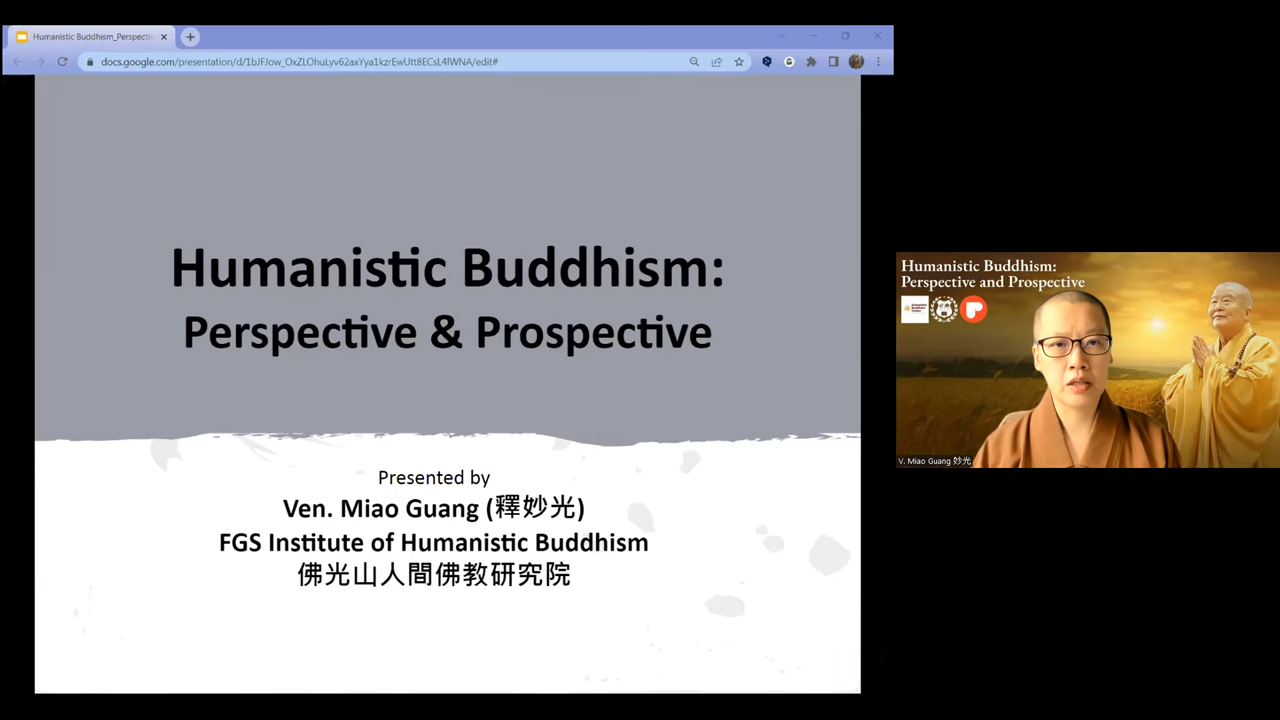 Humanistic Buddhism_Perspectiv
docs.google.com/presentation/d/1bJFJow_OxZLOhuLyv62axYya1kzrEwUtt8ECsL4lWNA/edit#
Humanistic Buddhism:
Perspective & Prospective
Presented by
Ven. Miao Guang (釋妙光)
FGS Institute of Humanistic Buddhism
佛光山人間佛教研究院
Humanistic Buddhism:
Perspective and Prospective
V. Miao Guang 妙光